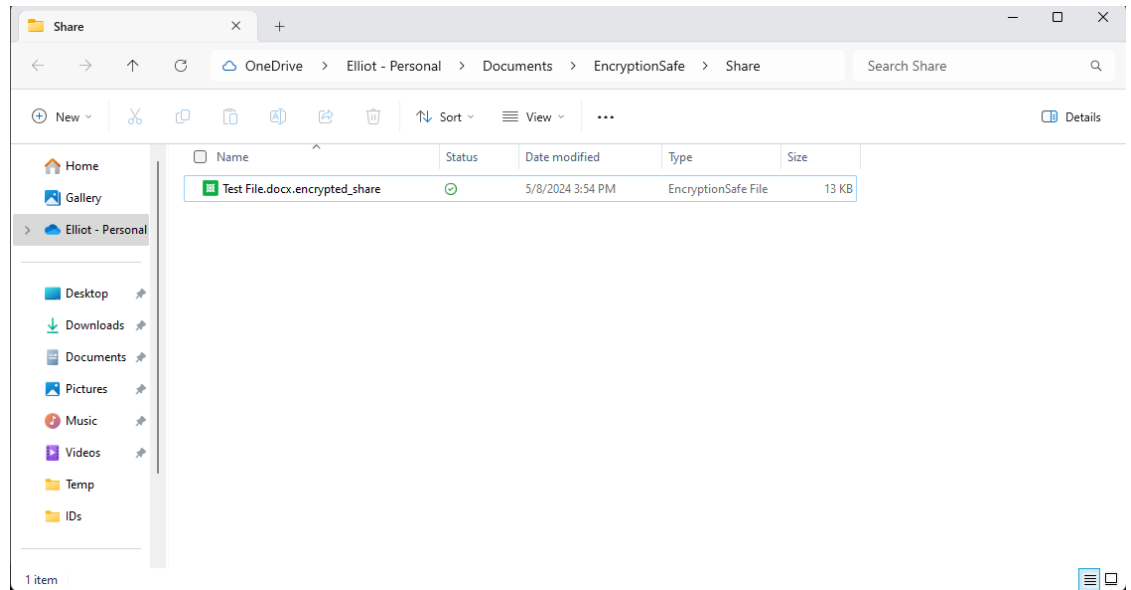 Share
OneDrive > Elliot - Personal > Documents > EncryptionSafe > Share
Search Share
New
Sort
View
Details
Name Status Date modified Type Size
Test File.docx.encrypted_share 5/8/2024 3:54 PM EncryptionSafe File 13 KB
Home
Gallery
Elliot - Personal
Desktop
Downloads
Documents
Pictures
Music
Videos
Temp
IDs
1 item